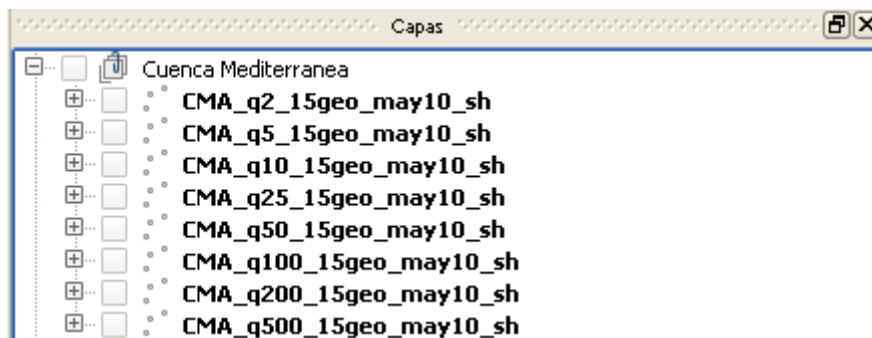 Capas
Cuenca Mediterranea
CMA_q2_15geo_may10_sh
CMA_q5_15geo_may10_sh
CMA_q10_15geo_may10_sh
CMA_q25_15geo_may10_sh
CMA_q50_15geo_may10_sh
CMA_q100_15geo_may10_sh
CMA_q200_15geo_may10_sh
CMA_q500_15geo_may10_sh